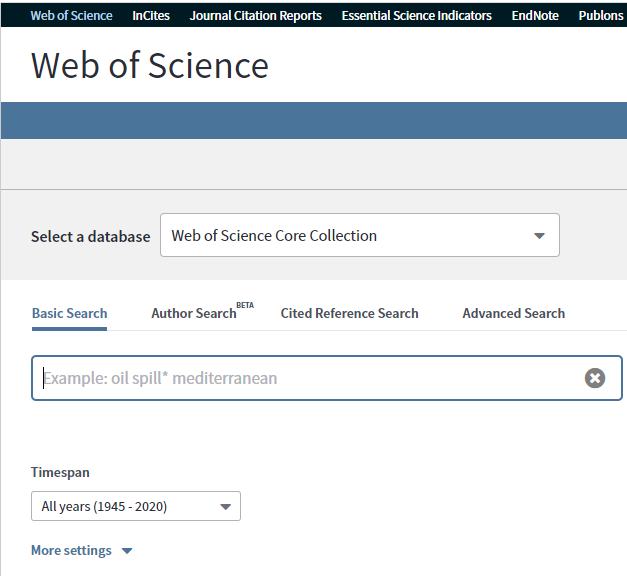 Web of Science InCites Journal Citation Reports Essential Science Indicators EndNote Publons
Web of Science
Select a database Web of Science Core Collection
Basic Search Author Search BETA Cited Reference Search Advanced Search
Example: oil spill* mediterranean
Timespan
All years (1945 - 2020)
More settings